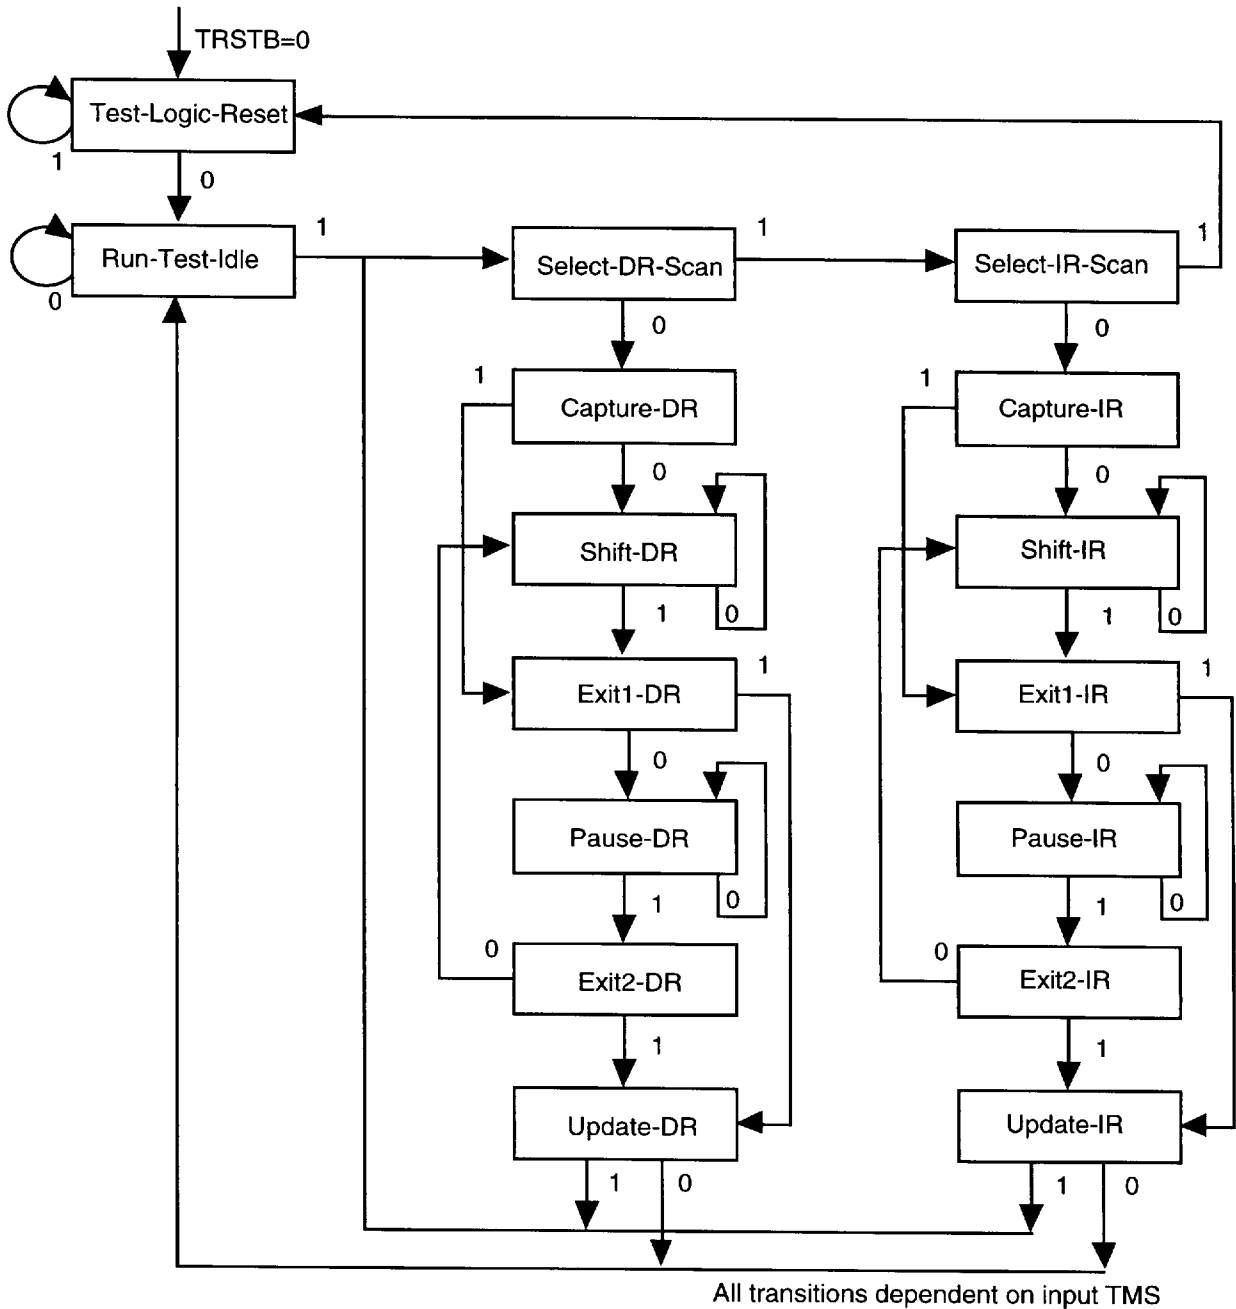 TRSTB=0
Test-Logic-Reset
1
0
1
1
Run-Test-Idle
0
Select-DR-Scan
1
Select-IR-Scan
0
0
1
Capture-DR
1
Capture-IR
0
0
Shift-DR
Shift-IR
1
0
1
0
Exit1-DR
1
Exit1-IR
1
0
0
Pause-DR
Pause-IR
1
0
1
0
0
Exit2-DR
0
Exit2-IR
1
1
Update-DR
Update-IR
1
0
1
0
All transitions dependent on input TMS